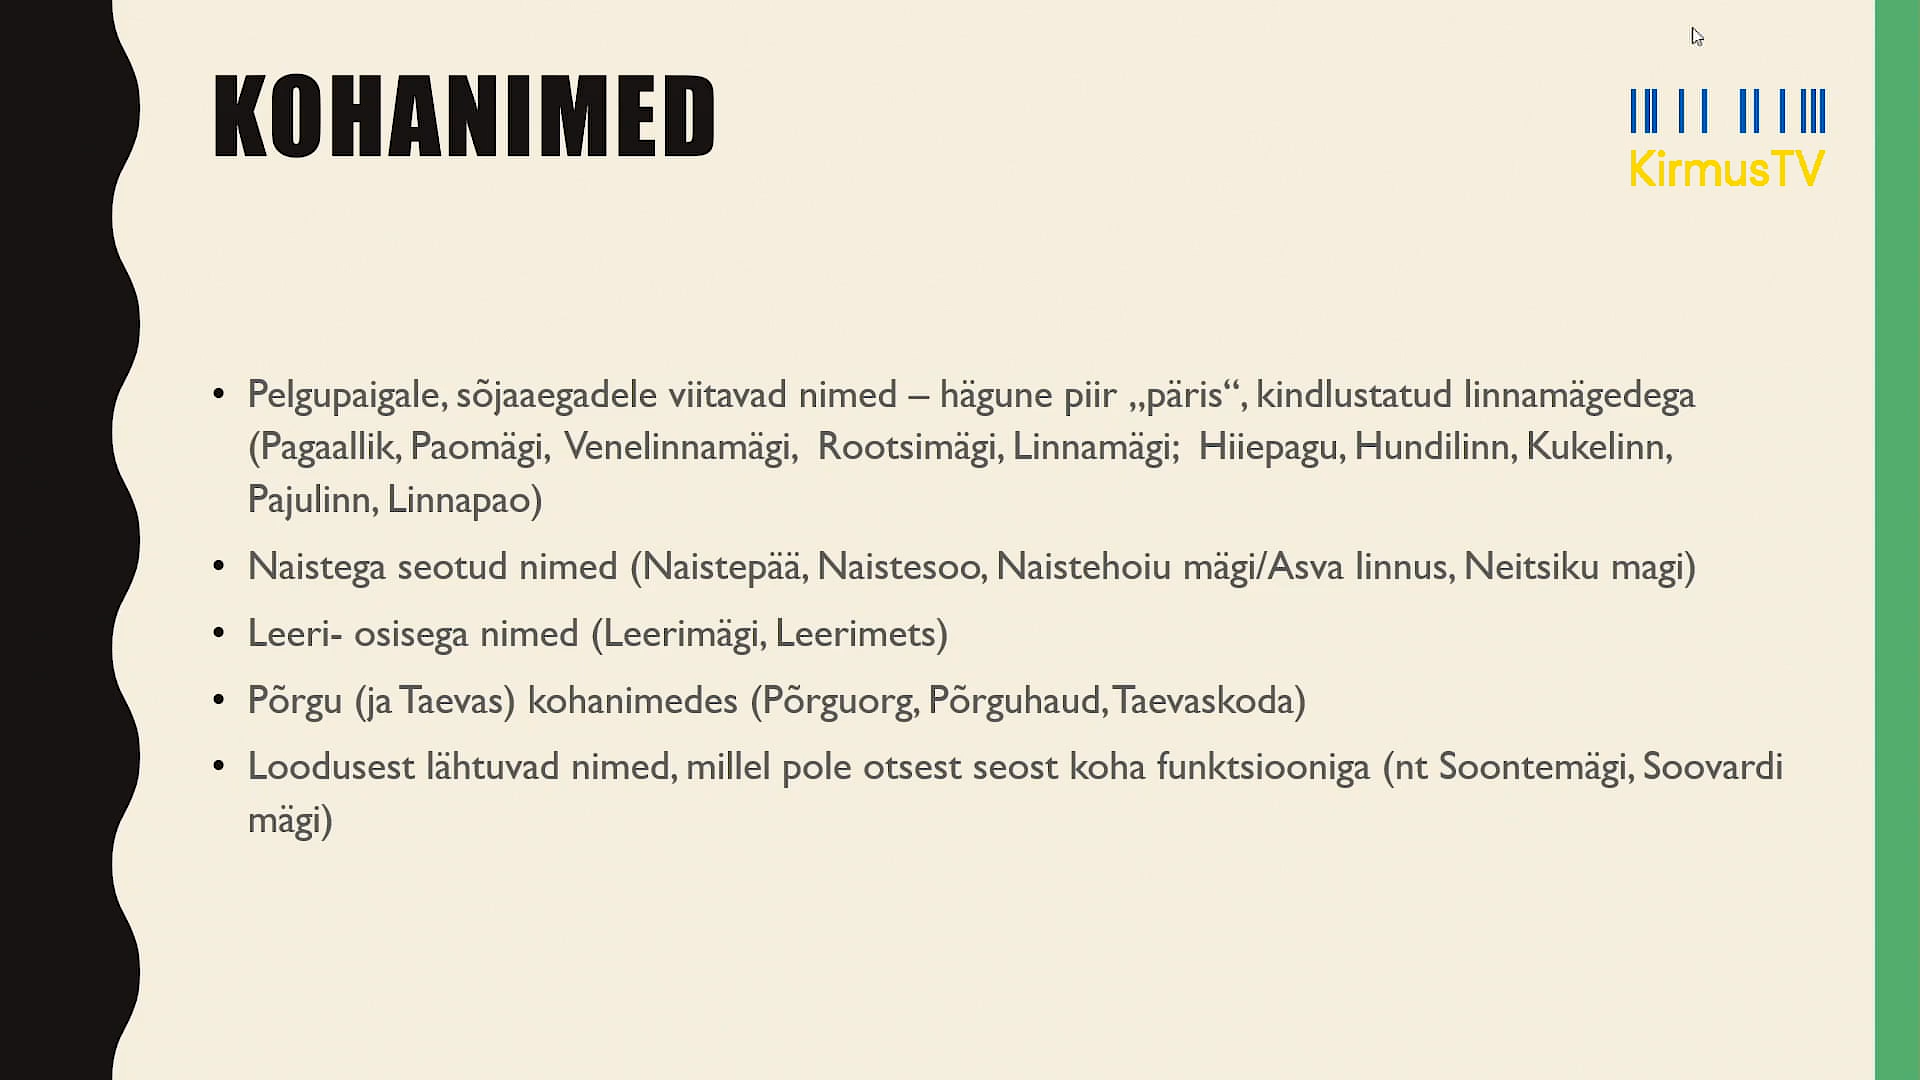 KOHANIMED
KirmusTV
• Pelgupaigale, sõjaaegadele viitavad nimed – hägune piir „päris“, kindlustatud linnamägedega
(Pagaallik, Paomägi, Venelinnamägi, Rootsimägi, Linnamägi; Hiiepagu, Hundilinn, Kukelinn,
Pajulinn, Linnapao)
• Naistega seotud nimed (Naistepää, Naistesoo, Naistehoiu mägi/Asva linnus, Neitsiku magi)
• Leeri- osisega nimed (Leerimägi, Leerimets)
• Põrgu (ja Taevas) kohanimedes (Põrguorg, Põrguhaud, Taevaskoda)
• Loodusest lähtuvad nimed, millel pole otsest seost koha funktsiooniga (nt Soontemägi, Soovardi
mägi)